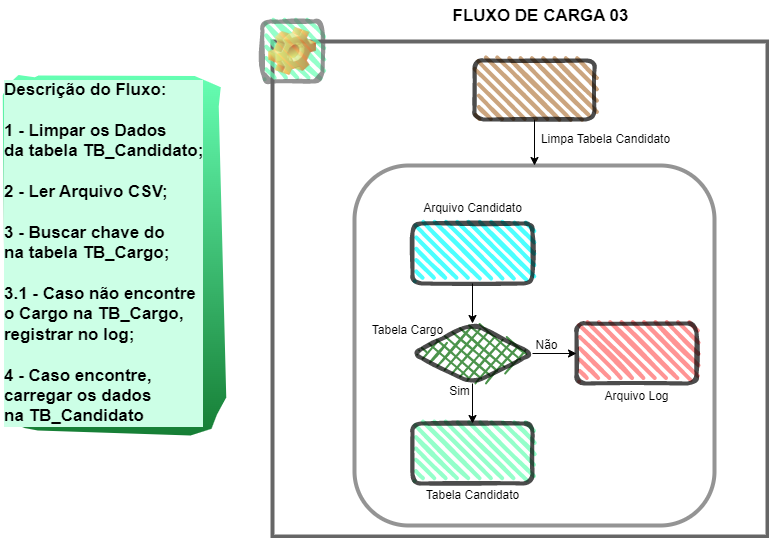 FLUXO DE CARGA 03
Descrição do Fluxo:
1 - Limpar os Dados
da tabela TB_Candidato;
2 - Ler Arquivo CSV;
3 - Buscar chave do
na tabela TB_Cargo;
3.1 - Caso não encontre
o Cargo na TB_Cargo,
registrar no log;
4 - Caso encontre,
carregar os dados
na TB_Candidato
Limpa Tabela Candidato
Arquivo Candidato
Tabela Cargo
Não
Sim
Arquivo Log
Tabela Candidato